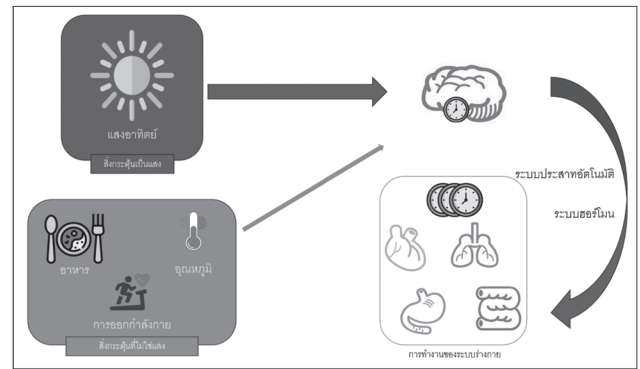 แสงอาทิตย์
สิ่งกระตุ้นเป็นแสง
อาหาร
อุณหภูมิ
การออกกำลังกาย
สิ่งกระตุ้นที่ไม่ใช่แสง
ระบบประสาทอัตโนมัติ
ระบบฮอร์โมน
การทำงานของระบบร่างกาย